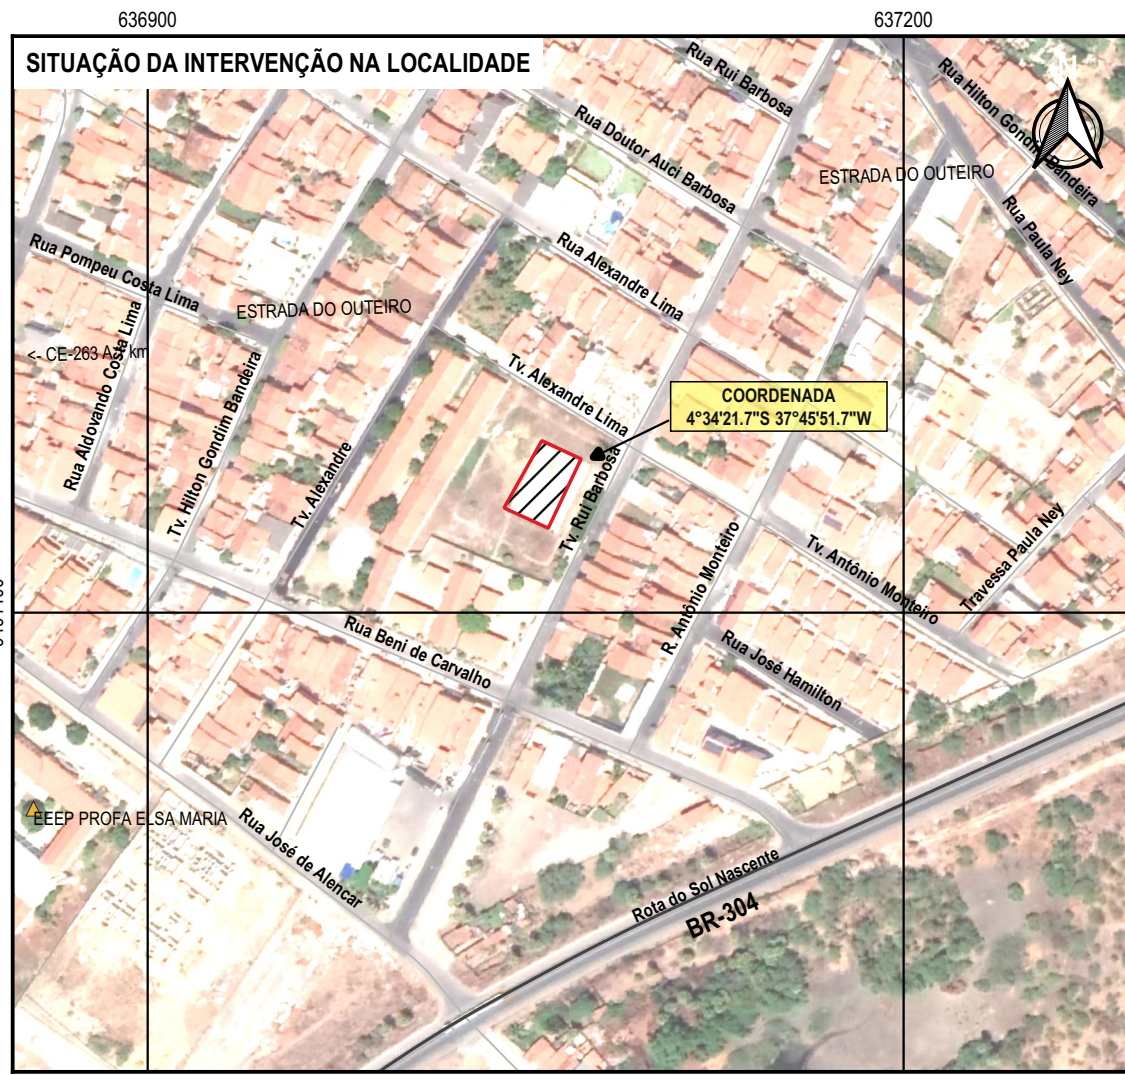 636900
637200
SITUAÇÃO DA INTERVENÇÃO NA LOCALIDADE
Rua Rui Barbosa
Rua Hilton Gondim Bandeira
N
Rua Doutor Auci Barbosa
ESTRADA DO OUTEIRO
Rua Paula Ney
Rua Pompeu Costa Lima
Rua Alexandre Lima
ESTRADA DO OUTEIRO
<- CE-263 A km
Rua Aldovando Costa Lima
Tv. Hilton Gondim Bandeira
Tv. Alexandre
Tv. Alexandre Lima
COORDENADA
4°34'21.7"S 37°45'51.7"W
Tv. Rui Barbosa
R. Antônio Monteiro
Tv. Antônio Monteiro
Travessa Paula Ney
Rua Beni de Carvalho
Rua José Hamilton
EEEP PROFA ELSA MARIA
Rua José de Alencar
Rota do Sol Nascente
BR-304